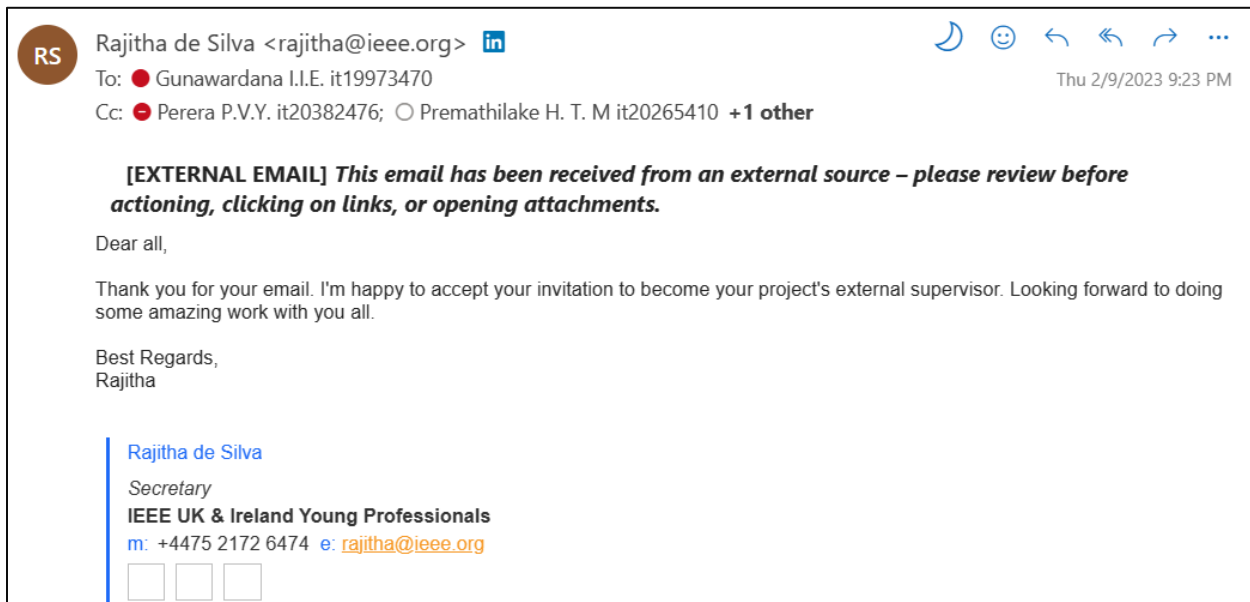 RS
Rajitha de Silva <rajitha@ieee.org> in
To: Gunawardana I.I.E. it19973470
Thu 2/9/2023 9:23 PM
Cc: Perera P.V.Y. it20382476; Premathilake H. T. M it20265410 +1 other
[EXTERNAL EMAIL] This email has been received from an external source – please review before
actioning, clicking on links, or opening attachments.
Dear all,
Thank you for your email. I'm happy to accept your invitation to become your project's external supervisor. Looking forward to doing
some amazing work with you all.
Best Regards,
Rajitha
Rajitha de Silva
Secretary
IEEE UK & Ireland Young Professionals
m: +4475 2172 6474 e: rajitha@ieee.org